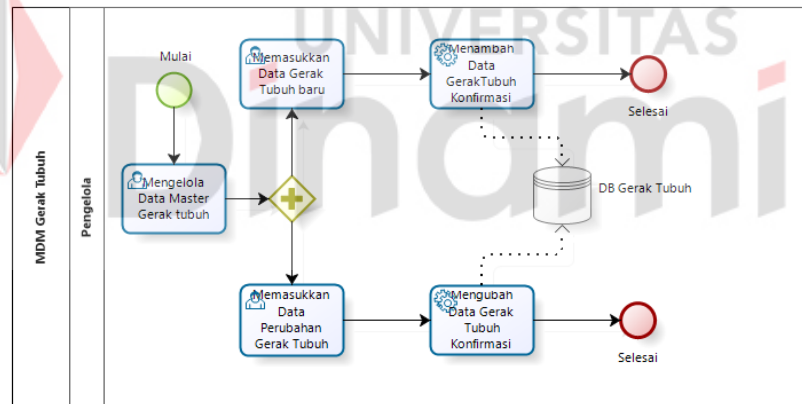 UNIVERSITAS
Dinami
MDM Gerak Tubuh
Pengelola
Mulai
Mengelola
Data Master
Gerak tubuh
Memasukkan
Data Gerak
Tubuh baru
Menambah
Data
GerakTubuh
Konfirmasi
Selesai
DB Gerak Tubuh
Memasukkan
Data
Perubahan
Gerak Tubuh
Mengubah
Data Gerak
Tubuh
Konfirmasi
Selesai